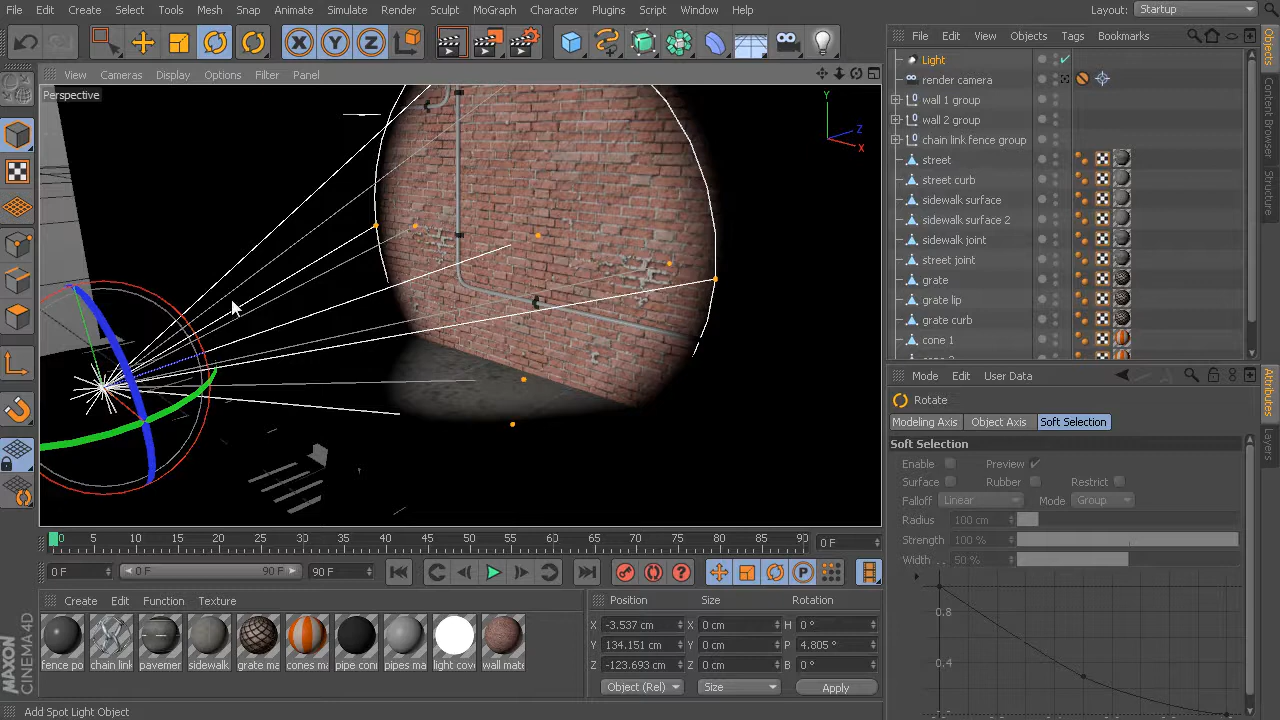 File Edit Create Select Tools Mesh Snap Animate Simulate Render Sculpt MoGraph Character Plugins Script Window Help Layout: Startup
X Y Z
View Cameras Display Options Filter Panel
Perspective
Y Z X
File Edit View Objects Tags Bookmarks
Light
render camera
wall 1 group
wall 2 group
chain link fence group
street
street curb
sidewalk surface
sidewalk surface 2
sidewalk joint
street joint
grate
grate lip
grate curb
cone 1
Objects
Content Browser
Structure
Mode Edit User Data
Rotate
Modeling Axis Object Axis Soft Selection
Soft Selection
Enable Preview
Surface Rubber Restrict
Falloff Linear Mode Group
Radius 100 cm
Strength 100 %
Width . . 50 %
0.8
0.4
Attributes
Layers
0 5 10 15 20 25 30 35 40 45 50 55 60 65 70 75 80 85 90 0 F
0 F 0 F 90 F 90 F
P
Create Edit Function Texture
fence po chain link pavemer sidewalk grate ma cones ma pipe conr pipes ma light cove wall mate
Position Size Rotation
X -3.537 cm X 0 cm H 0 °
Y 134.151 cm Y 0 cm P 4.805 °
Z -123.693 cm Z 0 cm B 0 °
Object (Rel) Size Apply
MAXON
CINEMA 4D
Add Spot Light Object